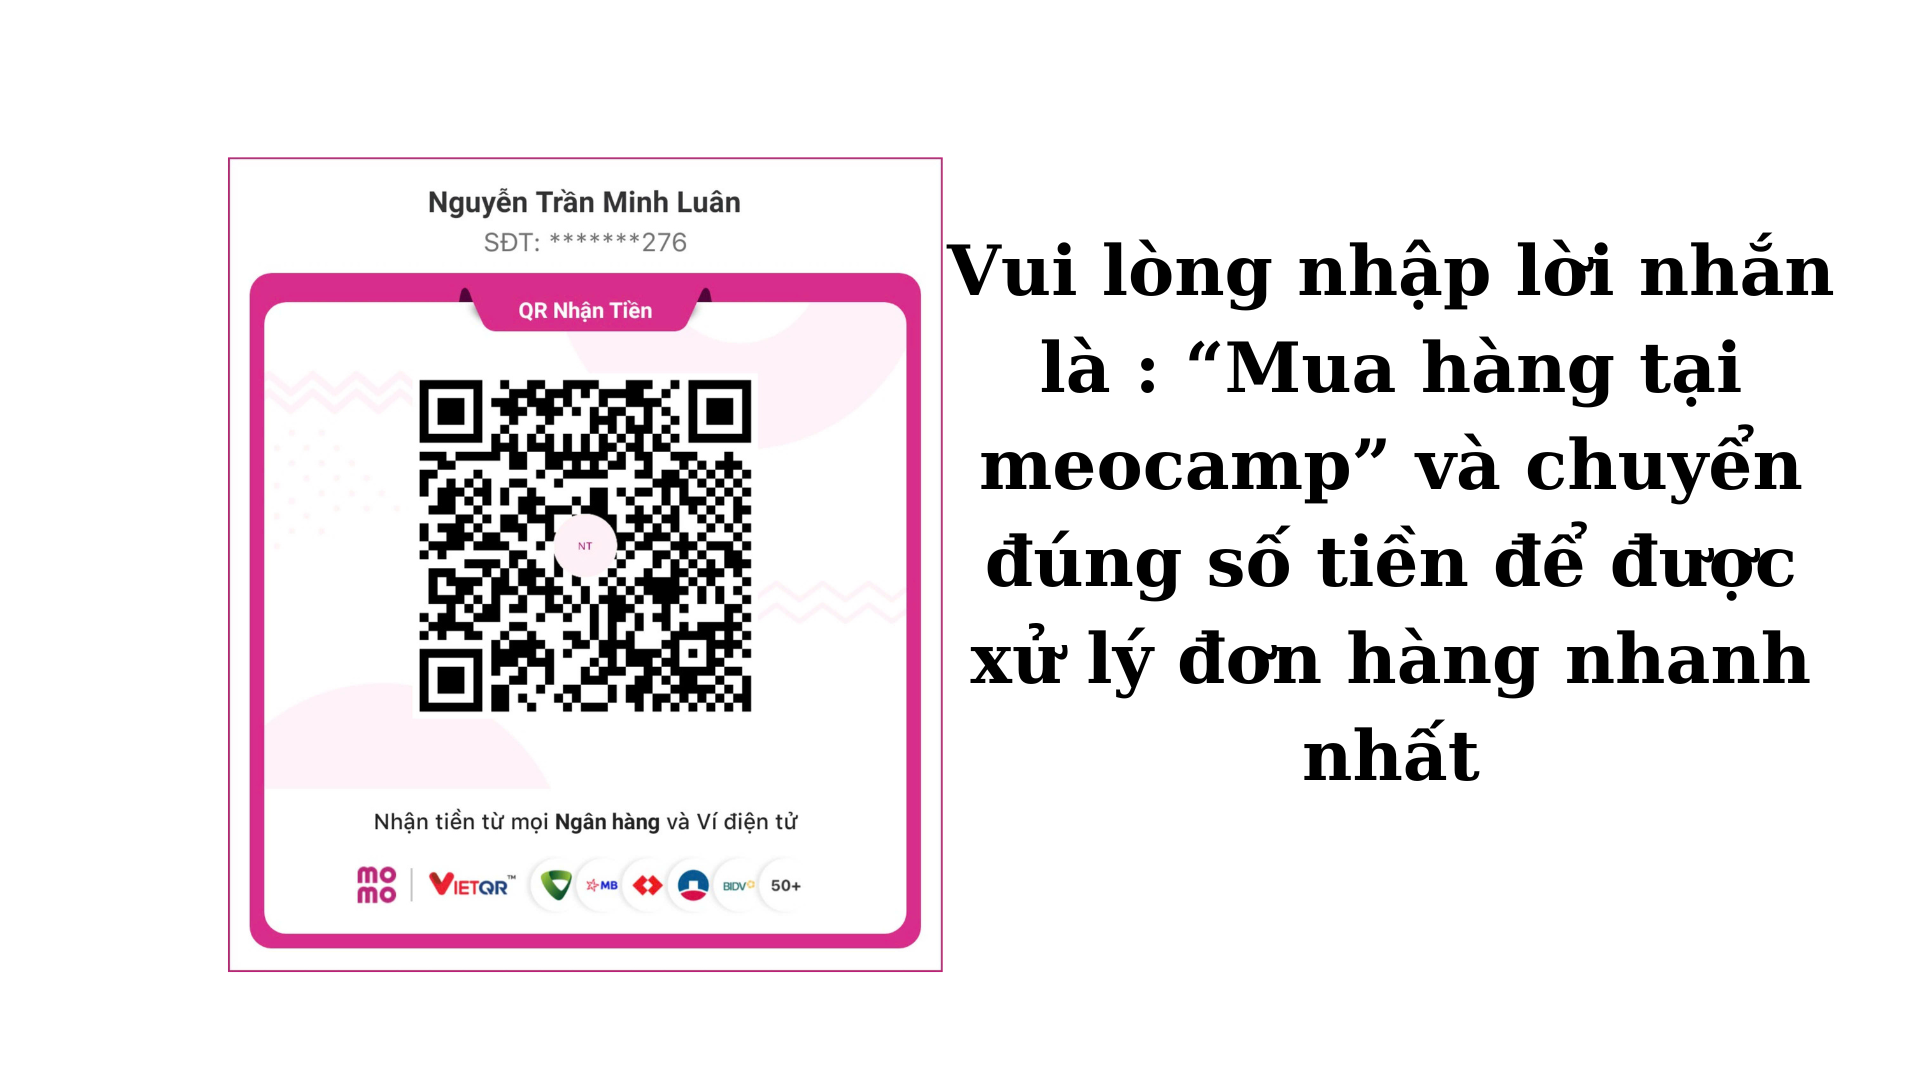 Nguyễn Trần Minh Luân
SĐT: *******276
QR Nhận Tiền
NT
Nhận tiền từ mọi Ngân hàng và Ví điện tử
mo
mo
VIETQR™
MB
BIDV
50+
Vui lòng nhập lời nhắn
là : “Mua hàng tại
meocamp” và chuyển
đúng số tiền để được
xử lý đơn hàng nhanh
nhất